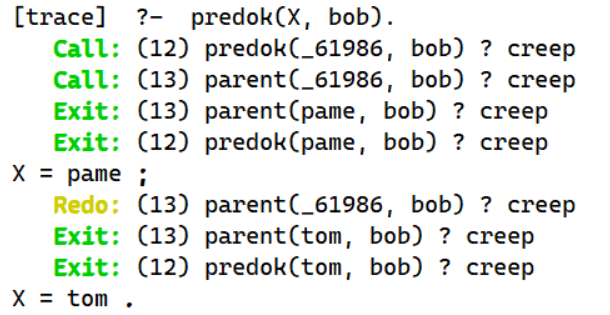 [trace]  ?-  predok(X, bob).
   Call: (12) predok(_61986, bob) ? creep
   Call: (13) parent(_61986, bob) ? creep
   Exit: (13) parent(pame, bob) ? creep
   Exit: (12) predok(pame, bob) ? creep
X = pame ;
   Redo: (13) parent(_61986, bob) ? creep
   Exit: (13) parent(tom, bob) ? creep
   Exit: (12) predok(tom, bob) ? creep
X = tom .